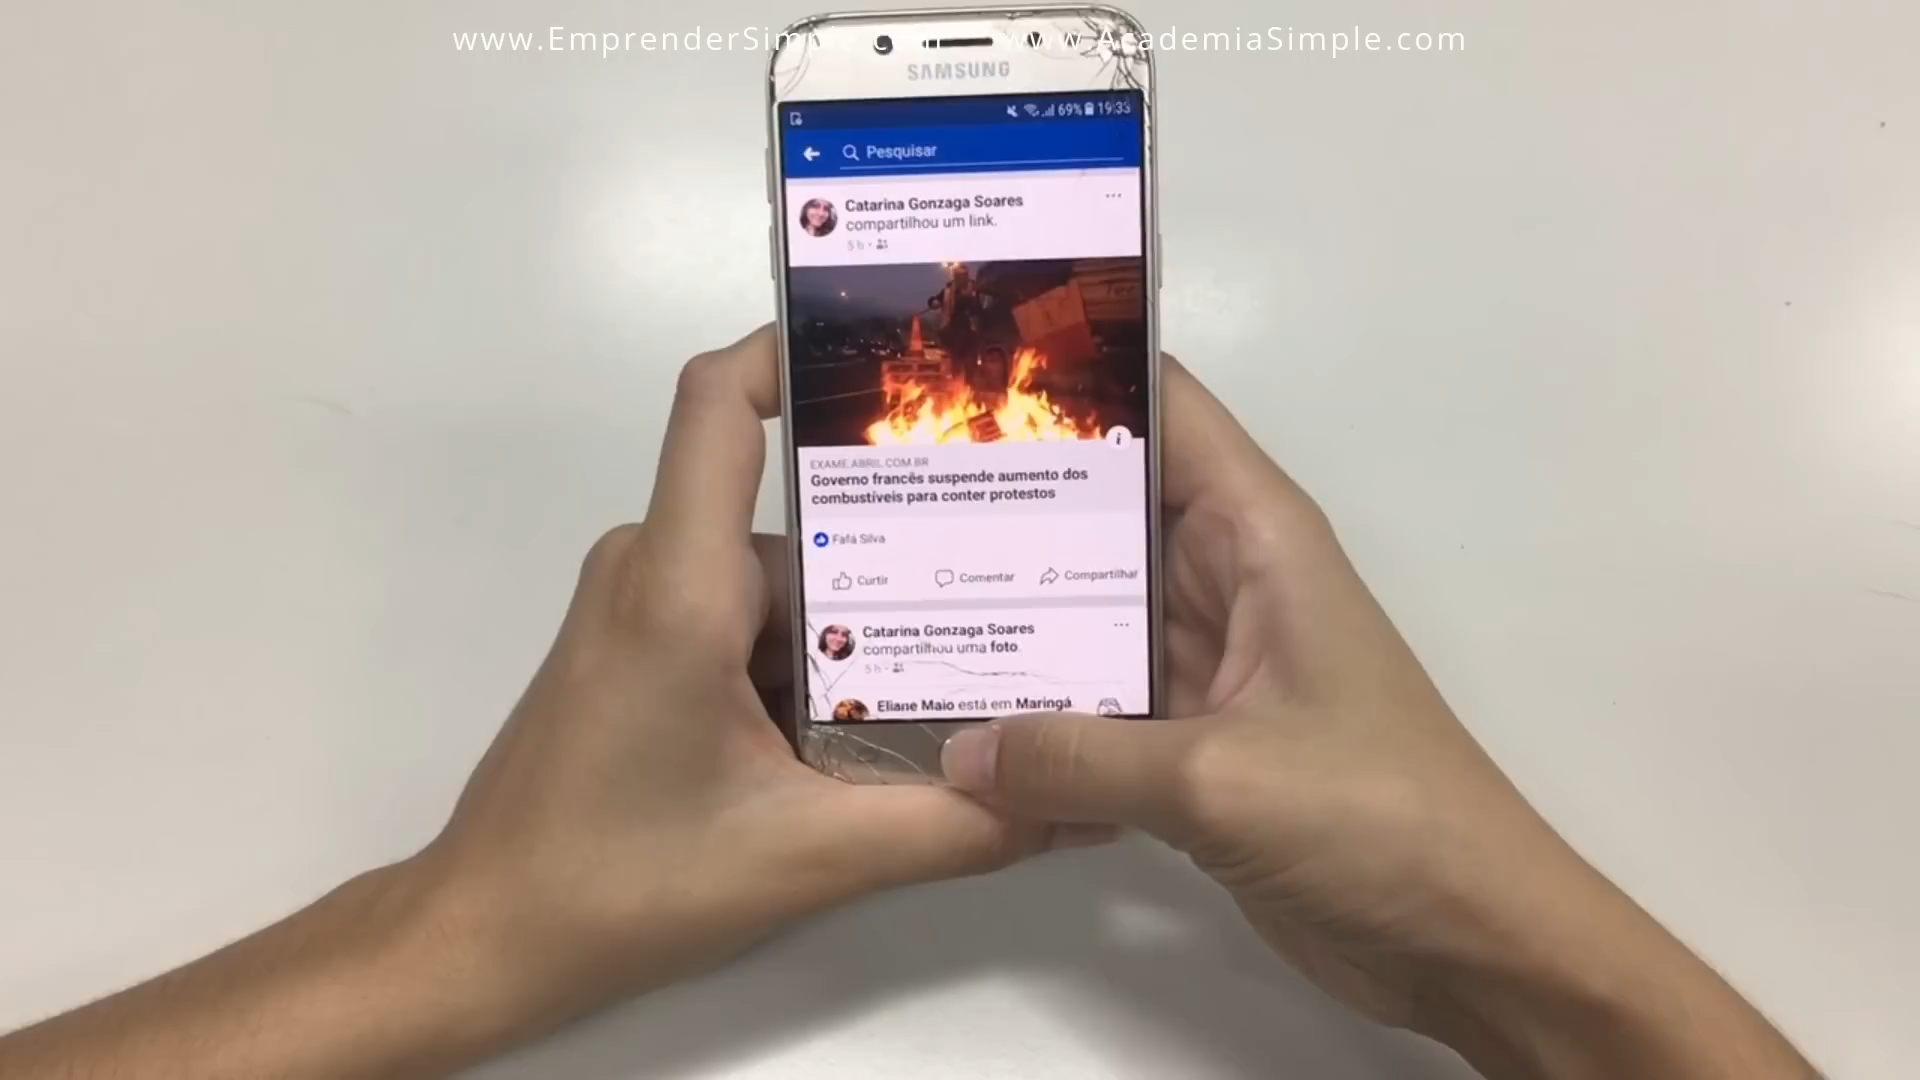 SAMSUNG
69% 19:33
Pesquisar
Catarina Gonzaga Soares
compartilhou um link.
5 h
EXAME.ABRIL.COM.BR
Governo francês suspende aumento dos
combustíveis para conter protestos
Fafá Silva
Curtir Comentar Compartilhar
Catarina Gonzaga Soares
compartilhou uma foto.
5 h
Eliane Maio está em Maringá.
www.EmprenderSimple.com www.AcademiaSimple.com